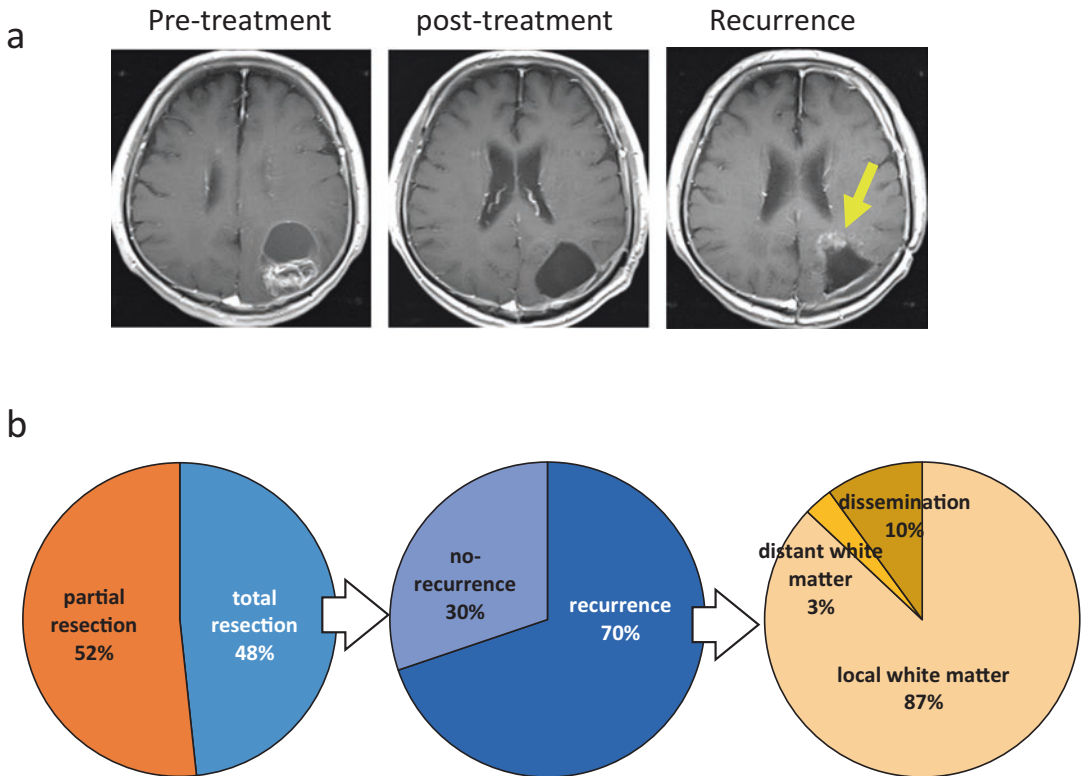 a
Pre-treatment
post-treatment
Recurrence
b
partial
resection
52%
total
resection
48%
no-
recurrence
30%
recurrence
70%
dissemination
10%
distant white
matter
3%
local white matter
87%